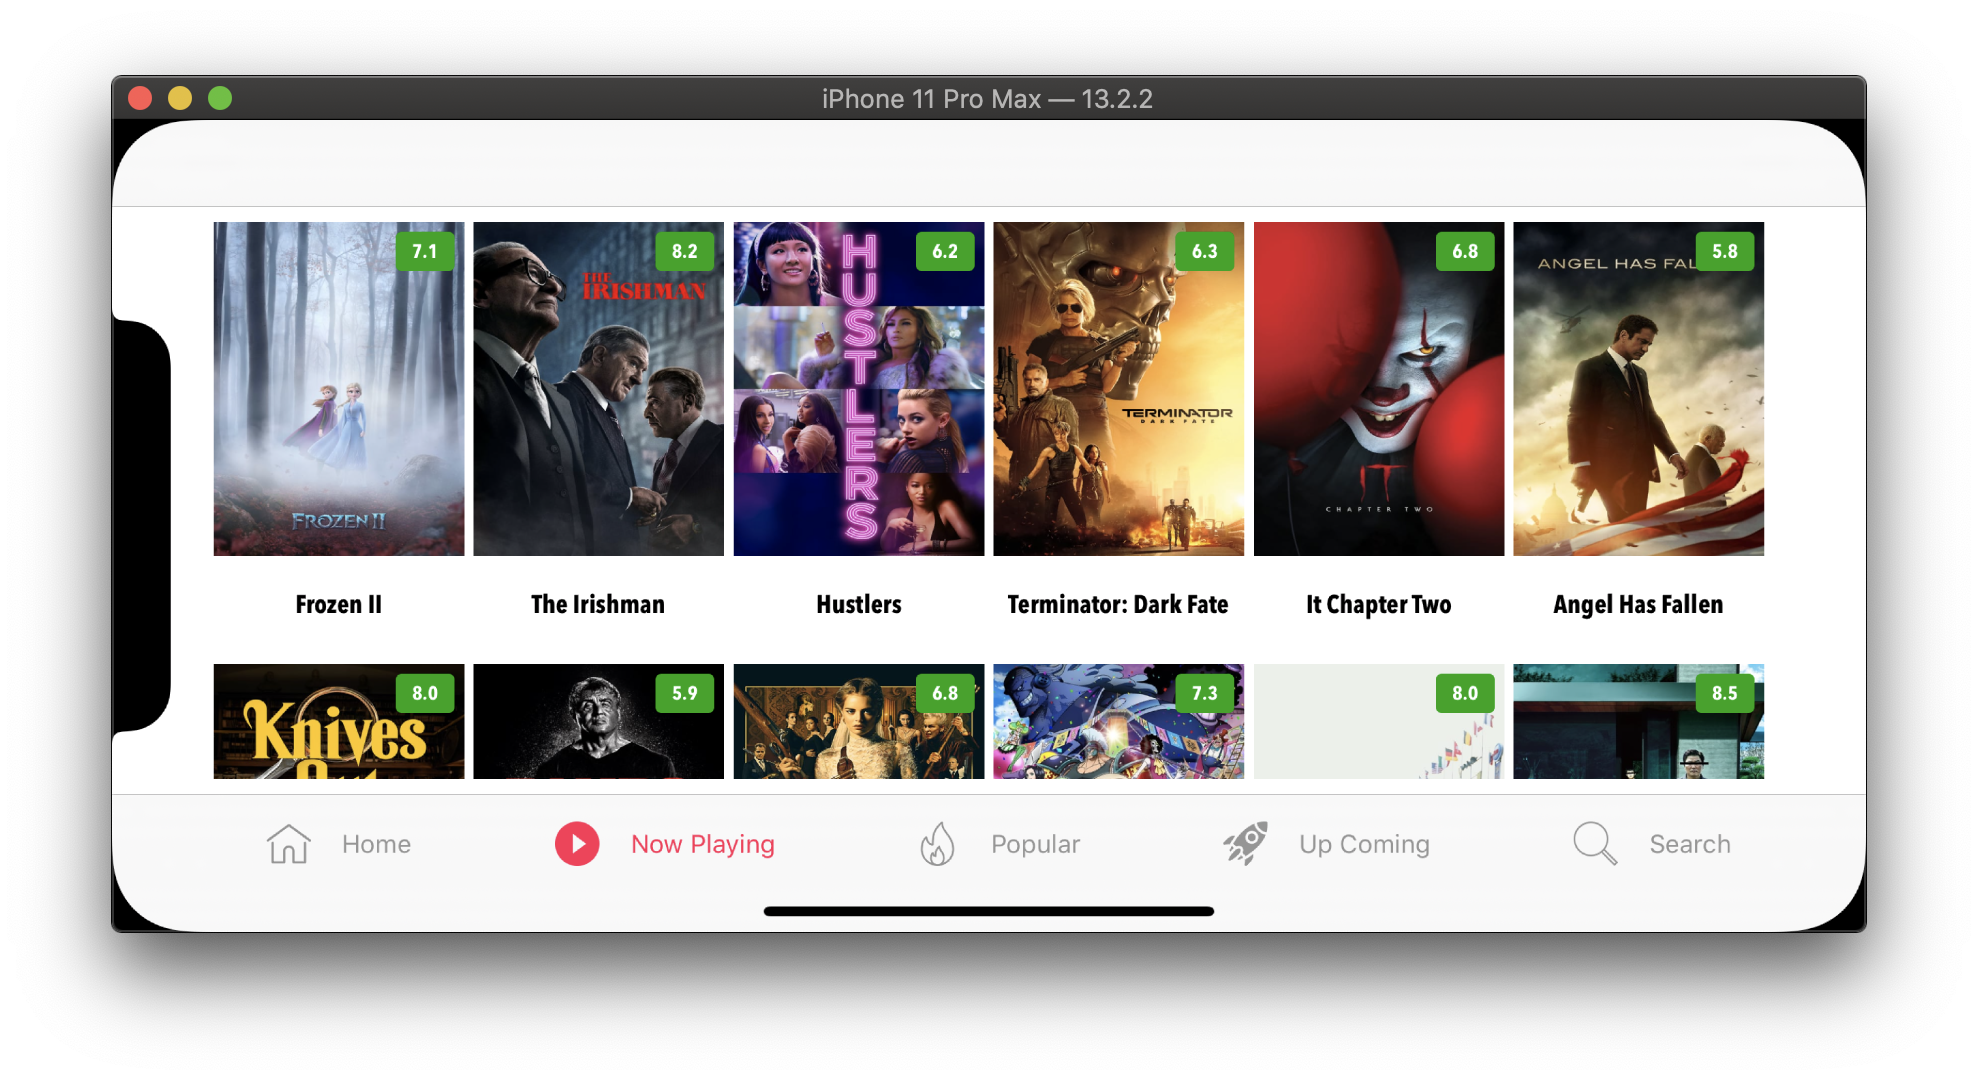 iPhone 11 Pro Max — 13.2.2
7.1
8.2
6.2
6.3
6.8
5.8
FROZEN II
THE
IRISHMAN
HUSTLERS
TERMINATOR
DARK FATE
IT
CHAPTER TWO
ANGEL HAS
Frozen II
The Irishman
Hustlers
Terminator: Dark Fate
It Chapter Two
Angel Has Fallen
8.0
5.9
6.8
7.3
8.0
8.5
Knives
Home
Now Playing
Popular
Up Coming
Search